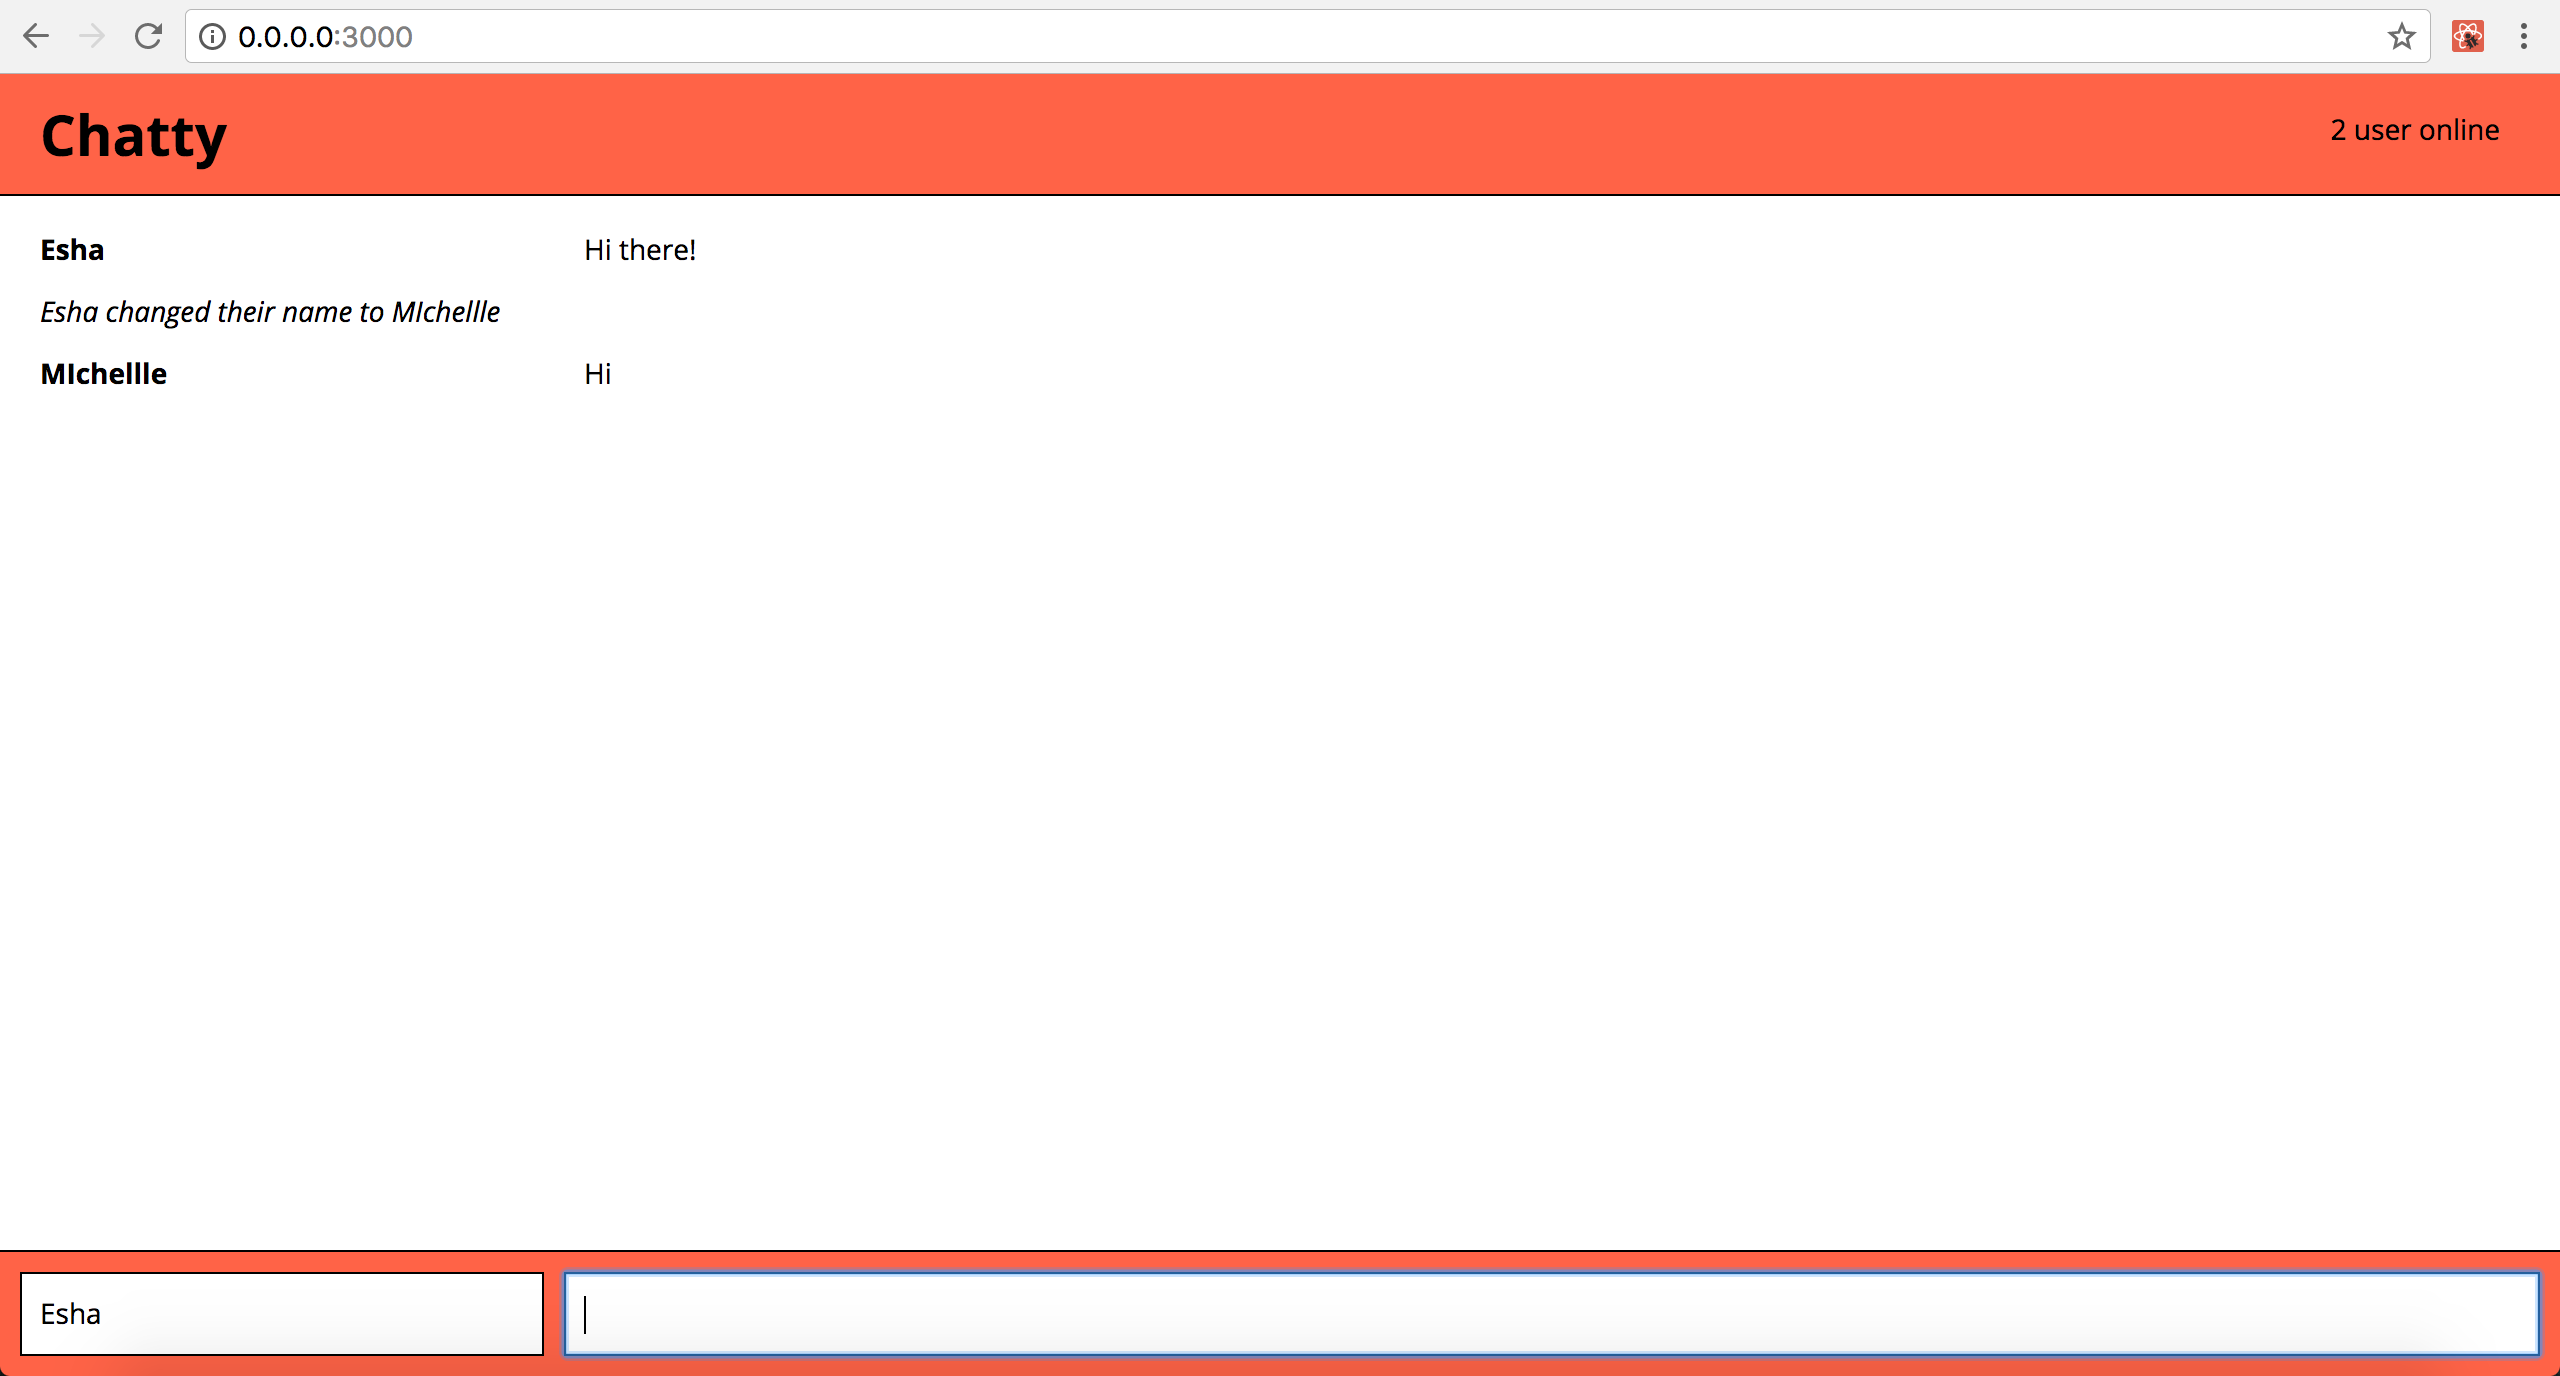 0.0.0.0:3000
Chatty
2 user online
Esha Hi there!
Esha changed their name to MIchellle
MIchellle Hi
Esha